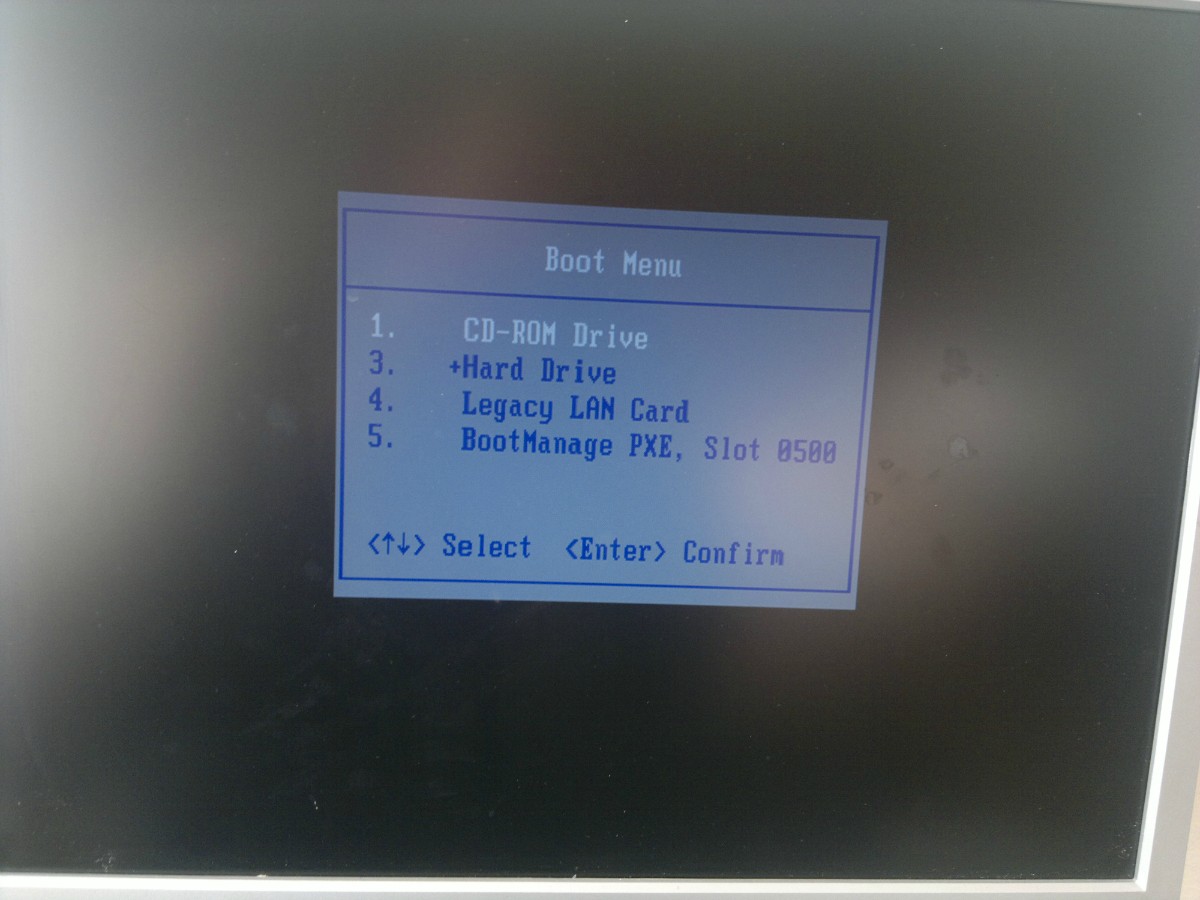 Boot Menu
1. CD-ROM Drive
3. +Hard Drive
4. Legacy LAN Card
5. BootManage PXE, Slot 0500
<↑↓> Select <Enter> Confirm